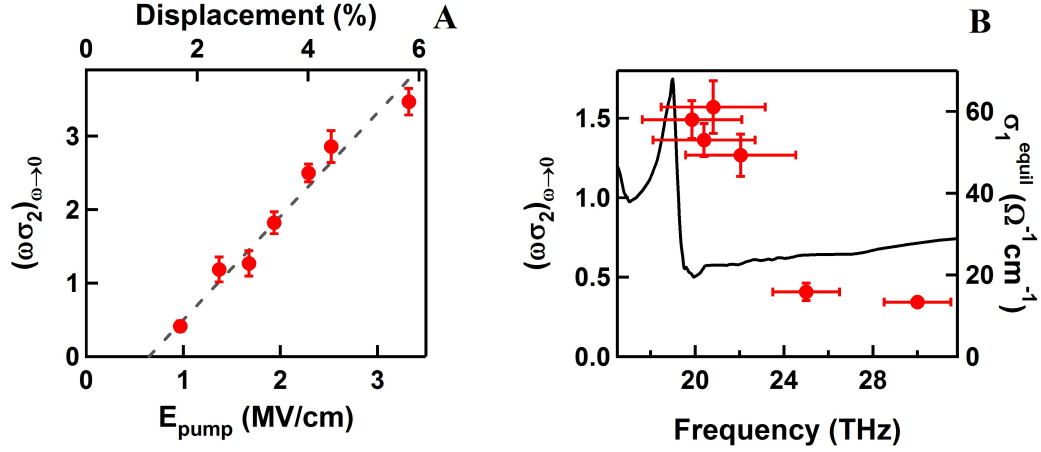 Displacement (%)
A
0 2 4 6
(ωσ2)ω→0
3
2
1
0
0 1 2 3
Epump (MV/cm)
B
(ωσ2)ω→0
1.5
1.0
0.5
0.0
60
40
20
0
σ1equil (Ω-1cm-1)
20 24 28
Frequency (THz)